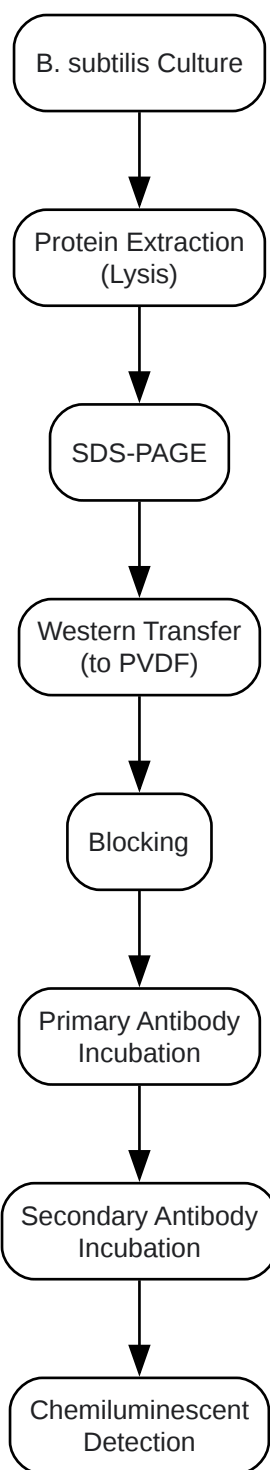 B. subtilis Culture
Protein Extraction
(Lysis)
SDS-PAGE
Western Transfer
(to PVDF)
Blocking
Primary Antibody
Incubation
Secondary Antibody
Incubation
Chemiluminescent
Detection